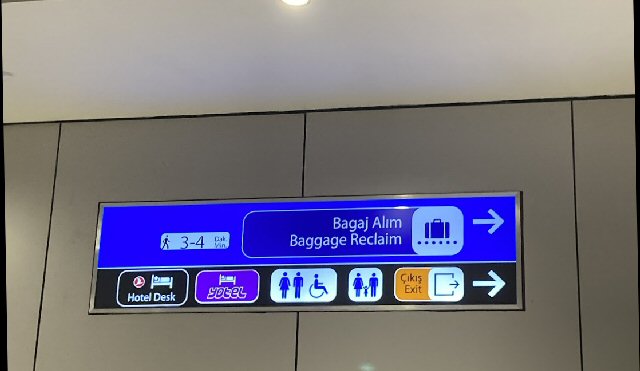 Bagaj Alım
Baggage Reclaim
3-4 Dak. Min.
Hotel Desk
YOTEL
Çıkış
Exit